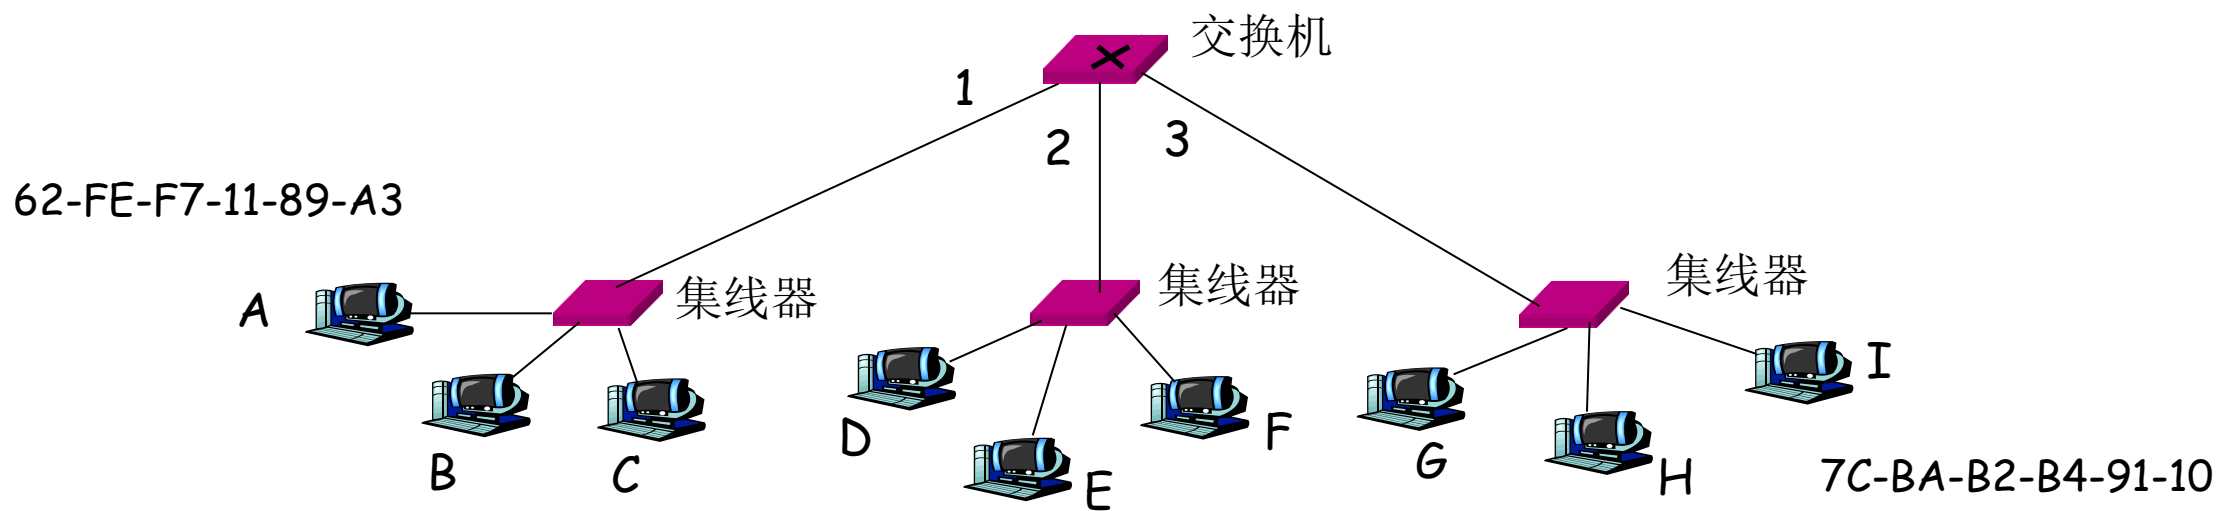 交换机
1
2
3
62-FE-F7-11-89-A3
集线器
集线器
集线器
A
B
C
D
E
F
G
H
I
7C-BA-B2-B4-91-10